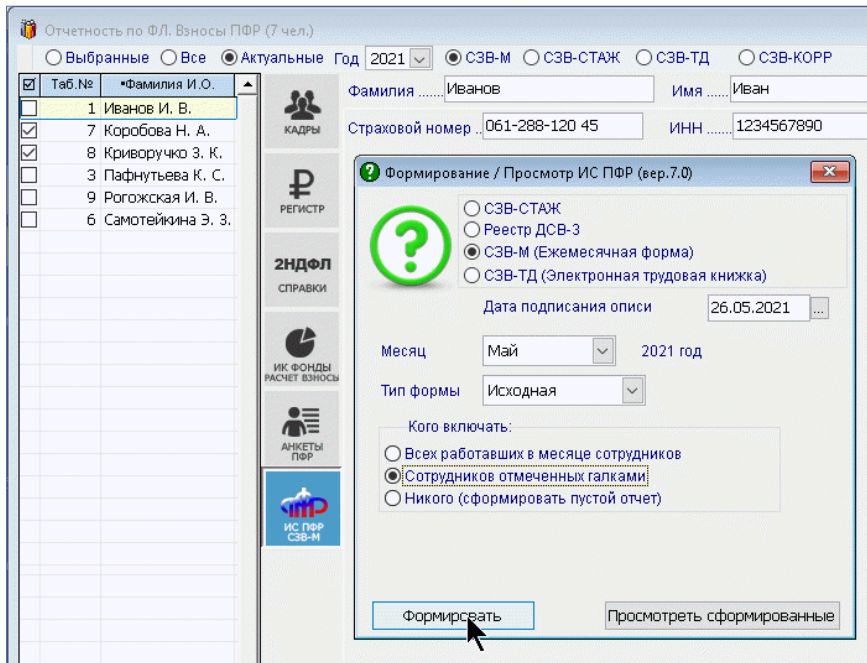 Отчетность по ФЛ. Взносы ПФР (7 чел.)
Выбранные Все Актуальные Год 2021 СЗВ-М СЗВ-СТАЖ СЗВ-ТД СЗВ-КОРР
Таб.№ Фамилия И.О.
1 Иванов И. В.
7 Коробова Н. А.
8 Криворучко З. К.
3 Пафнутьева К. С.
9 Рогожская И. В.
6 Самотейкина Э. З.
КАДРЫ
РЕГИСТР
2НДФЛ
СПРАВКИ
ИК ФОНДЫ
РАСЧЕТ ВЗНОСЫ
АНКЕТЫ
ПФР
ИС ПФР
СЗВ-М
Фамилия ......Иванов Имя ......Иван
Страховой номер ..061-288-120 45 ИНН ......1234567890
Формирование / Просмотр ИС ПФР (вер.7.0)
СЗВ-СТАЖ
Реестр ДСВ-3
СЗВ-М (Ежемесячная форма)
СЗВ-ТД (Электронная трудовая книжка)
Дата подписания описи 26.05.2021 ...
Месяц Май 2021 год
Тип формы Исходная
Кого включать:
Всех работавших в месяце сотрудников
Сотрудников отмеченных галками
Никого (сформировать пустой отчет)
Формировать Просмотреть сформированные